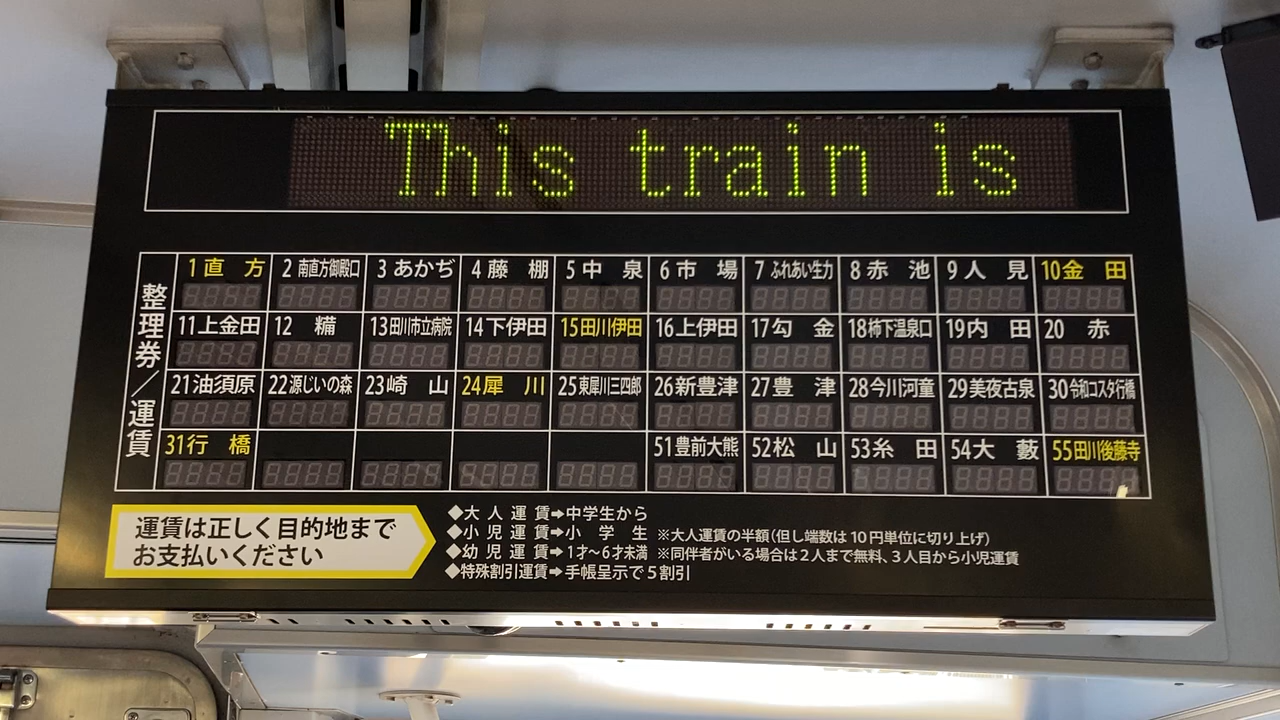 This train is
整理券/運賃
1直 方 2南直方御殿口 3あかぢ 4藤 棚 5中 泉 6市 場 7ふれあい生力 8赤 池 9人 見 10金 田
11上金田 12 糒 13田川市立病院 14下伊田 15田川伊田 16上伊田 17勾 金 18柿下温泉口 19内 田 20 赤
21油須原 22源じいの森 23崎 山 24犀 川 25東犀川三四郎 26新豊津 27豊 津 28今川河童 29美夜古泉 30令和コスタ行橋
31行 橋 51豊前大熊 52松 山 53糸 田 54大 藪 55田川後藤寺
運賃は正しく目的地まで
お支払いください
◆大人運賃➡中学生から
◆小児運賃➡小学生 ※大人運賃の半額(但し端数は10円単位に切り上げ)
◆幼児運賃➡1才~6才未満 ※同伴者がいる場合は2人まで無料、3人目から小児運賃
◆特殊割引運賃➡手帳呈示で5割引